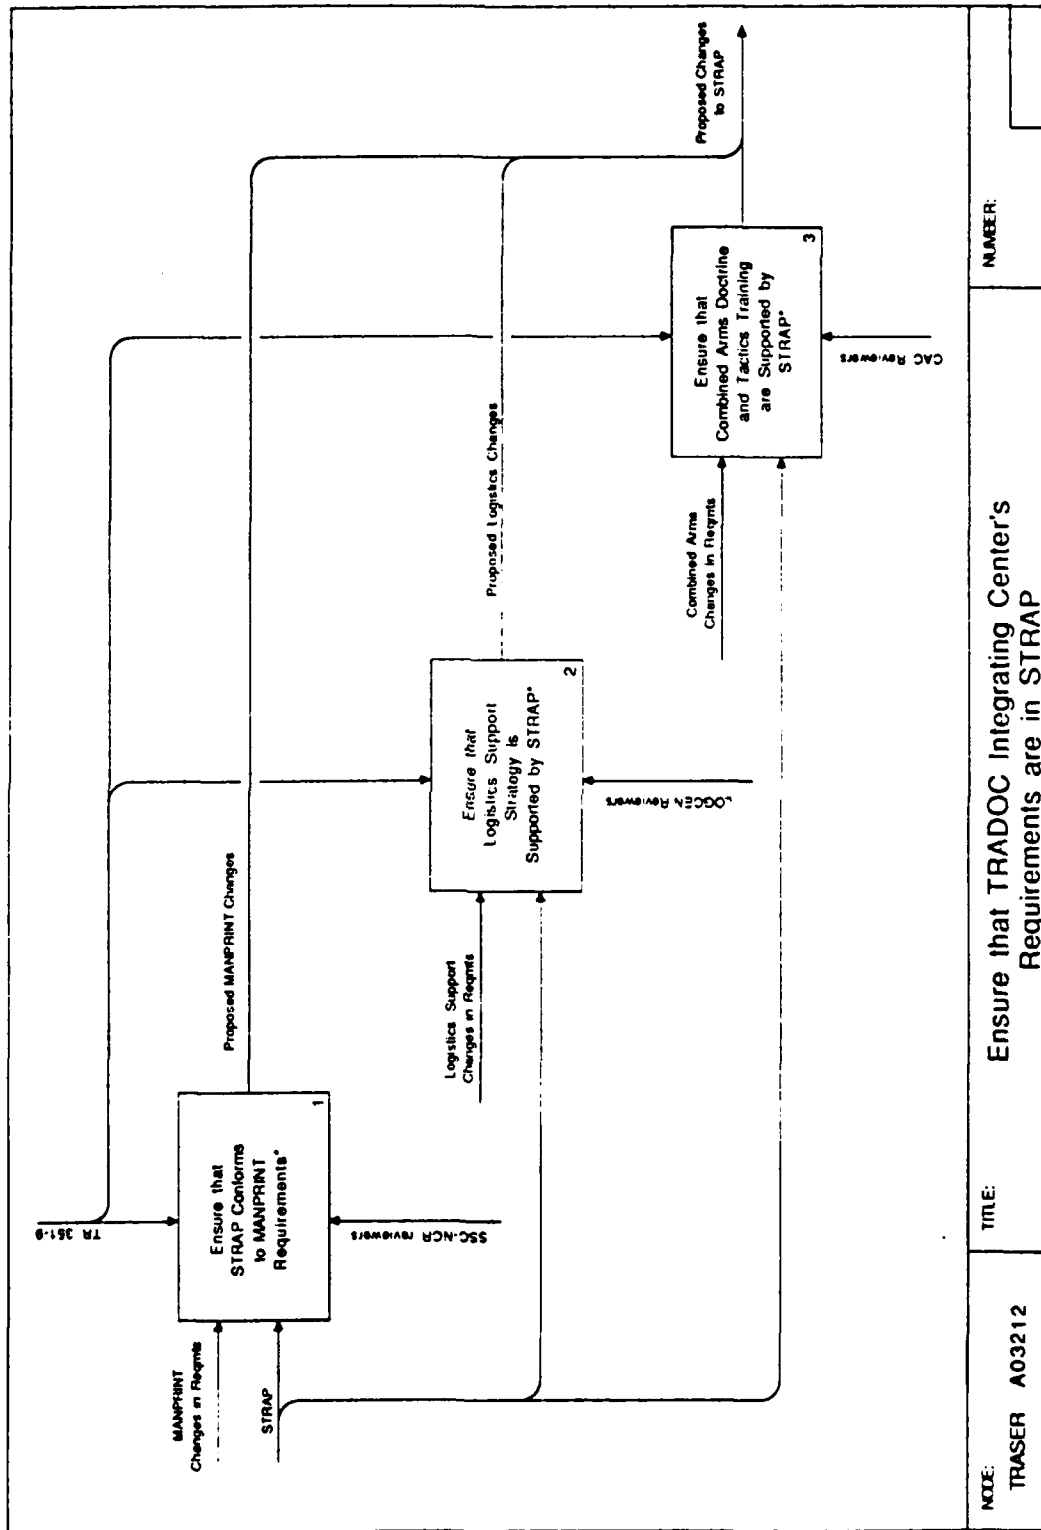 TR 351-9
MANPRINT
Changes in Reqmts
STRAP
Ensure that
STRAP Conforms
to MANPRINT
Requirements*
1
SSC-NCR reviewers
Proposed MANPRINT Changes
Logistics Support
Changes in Reqmts
Ensure that
Logistics Support
Strategy is
Supported by STRAP*
2
LOGCEN Reviewers
Proposed Logistics Changes
Combined Arms
Changes in Reqmts
Ensure that
Combined Arms Doctrine
and Tactics Training
are Supported by
STRAP*
3
CAC Reviewers
Proposed Changes
to STRAP
NODE:
TRASER A03212
TITLE:
Ensure that TRADOC Integrating Center's
Requirements are in STRAP
NUMBER: